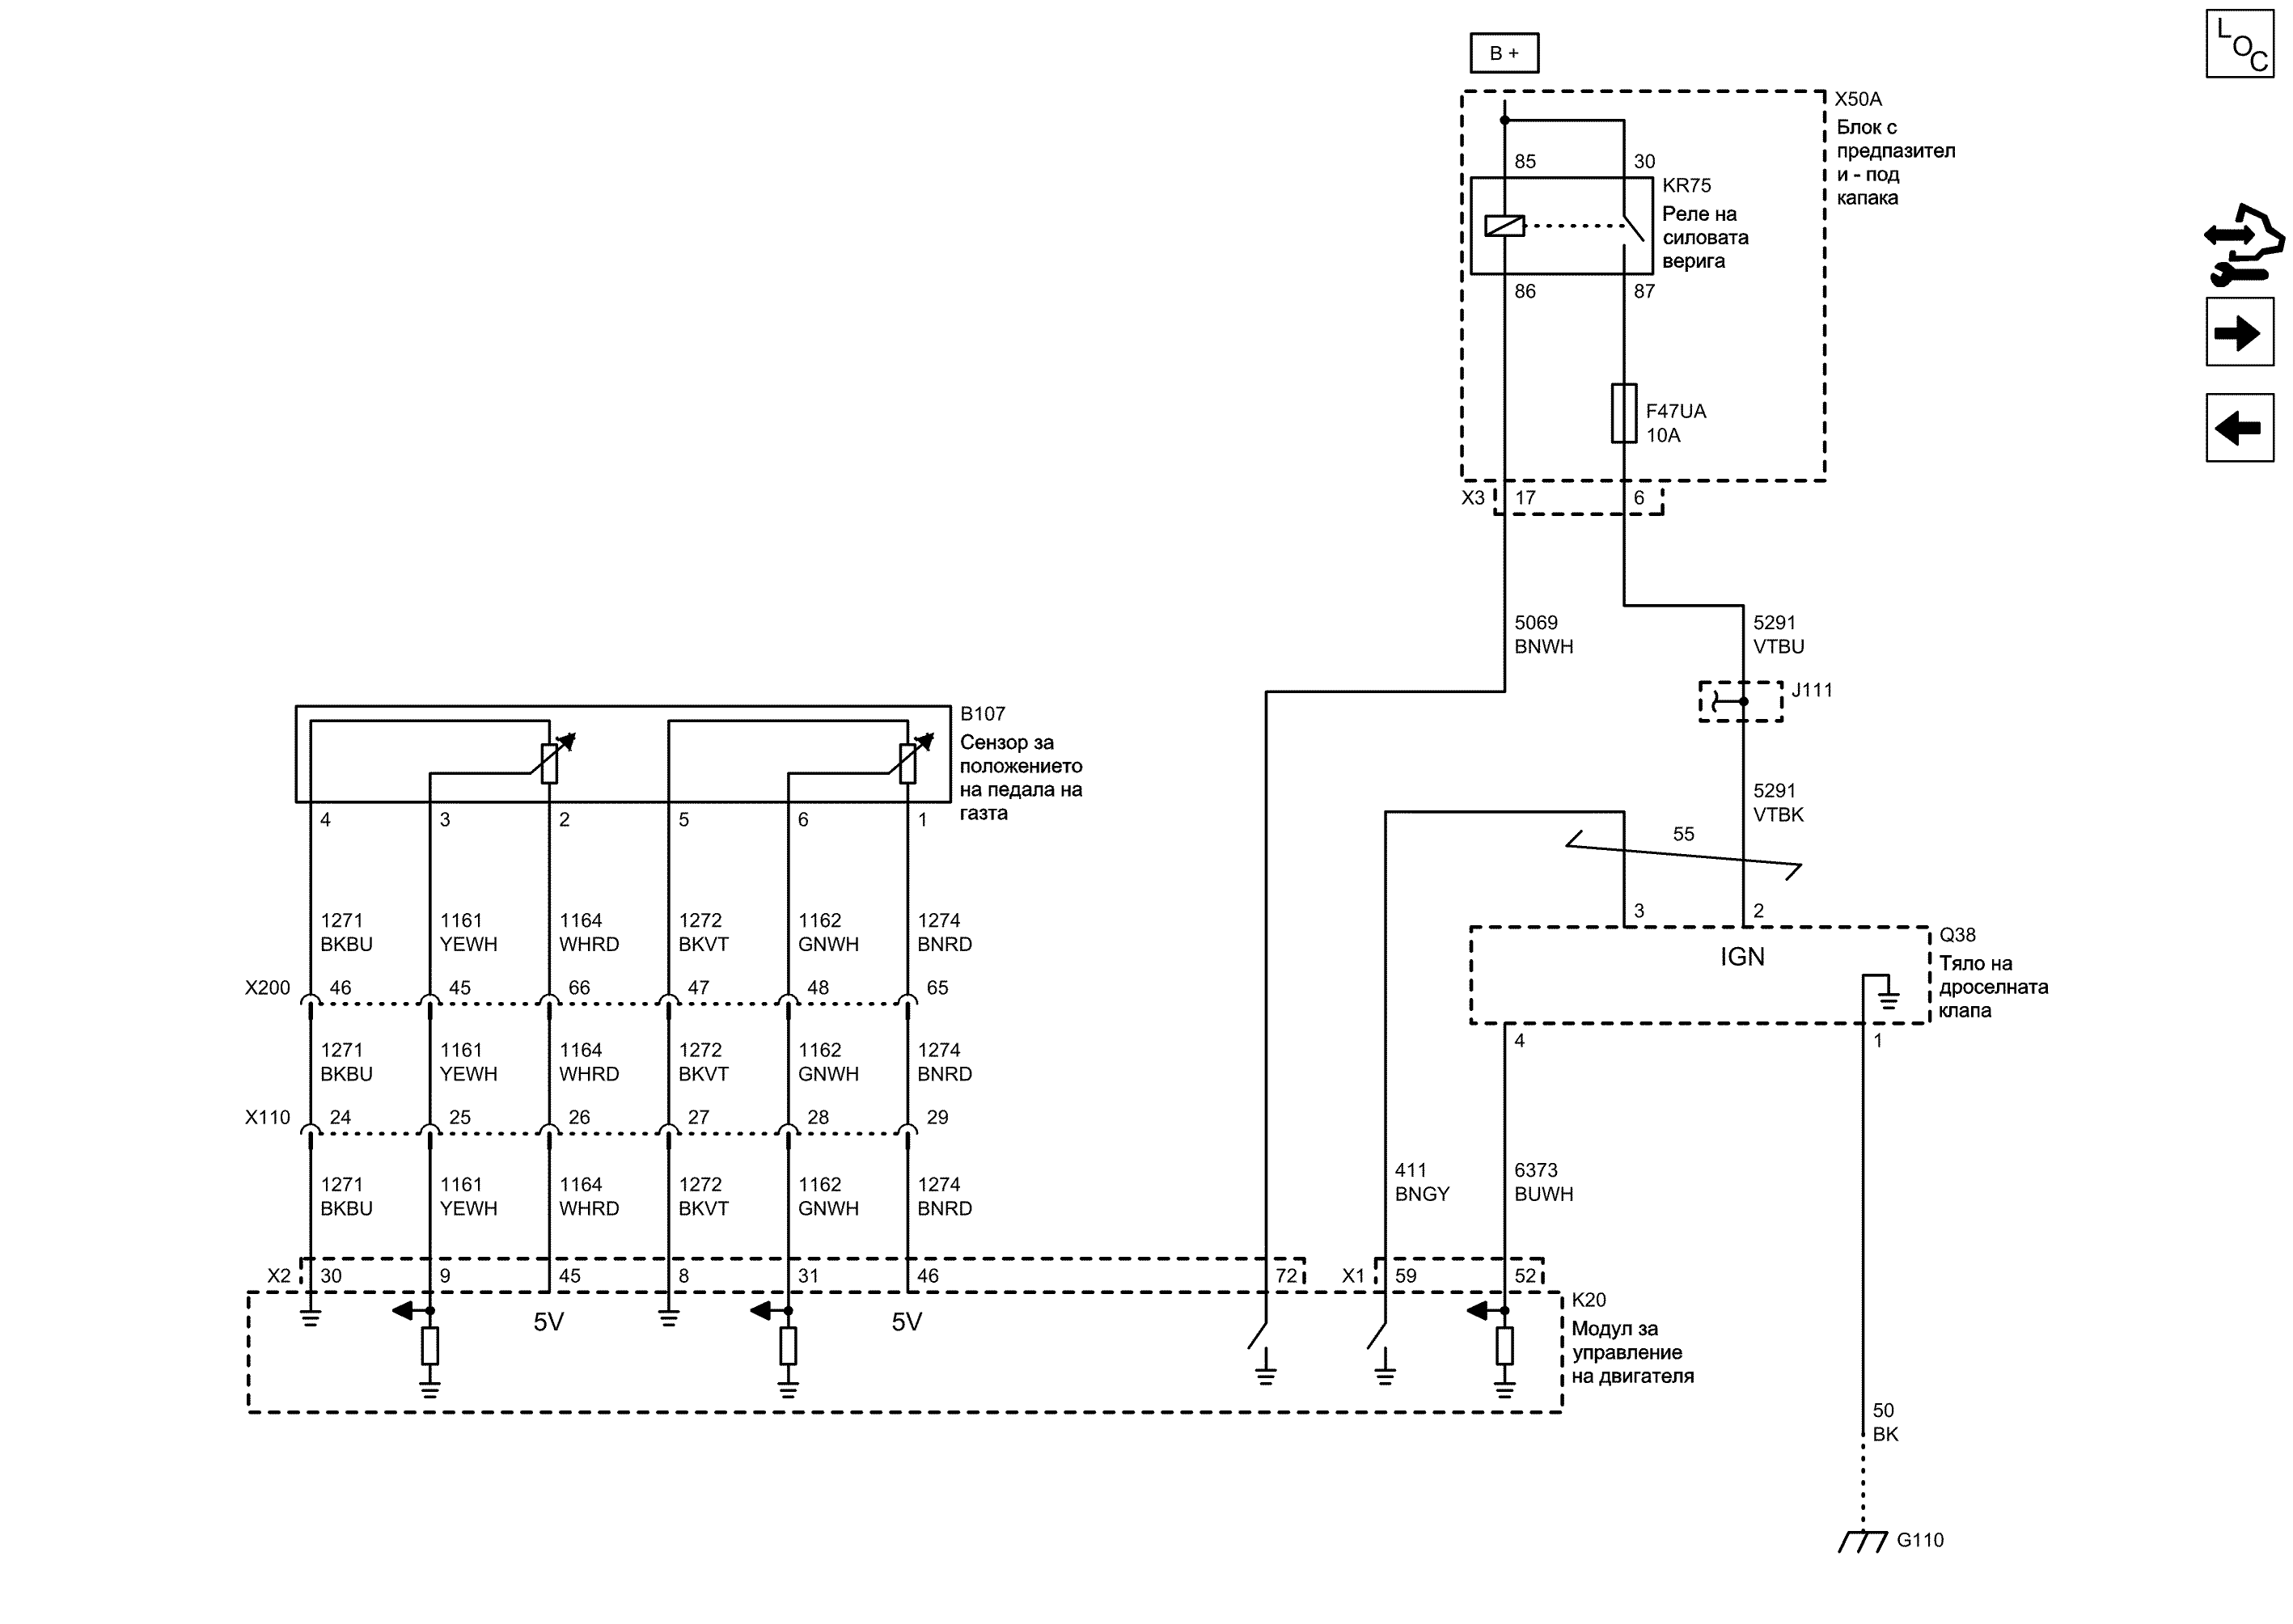 LOC
B +
X50A
Блок с
предпазител
и - под
капака
85
30
KR75
Реле на
силовата
верига
86
87
F47UA
10A
X3
17
6
5069
BNWH
5291
VTBU
J111
B107
Сензор за
положението
на педала на
газта
4
3
2
5
6
1
5291
VTBK
55
3
2
Q38
IGN
Тяло на
дроселната
клапа
4
1
1271
BKBU
1161
YEWH
1164
WHRD
1272
BKVT
1162
GNWH
1274
BNRD
X200
46
45
66
47
48
65
1271
BKBU
1161
YEWH
1164
WHRD
1272
BKVT
1162
GNWH
1274
BNRD
X110
24
25
26
27
28
29
1271
BKBU
1161
YEWH
1164
WHRD
1272
BKVT
1162
GNWH
1274
BNRD
411
BNGY
6373
BUWH
X2
30
9
45
8
31
46
72
X1
59
52
5V
5V
K20
Модул за
управление
на двигателя
50
BK
G110